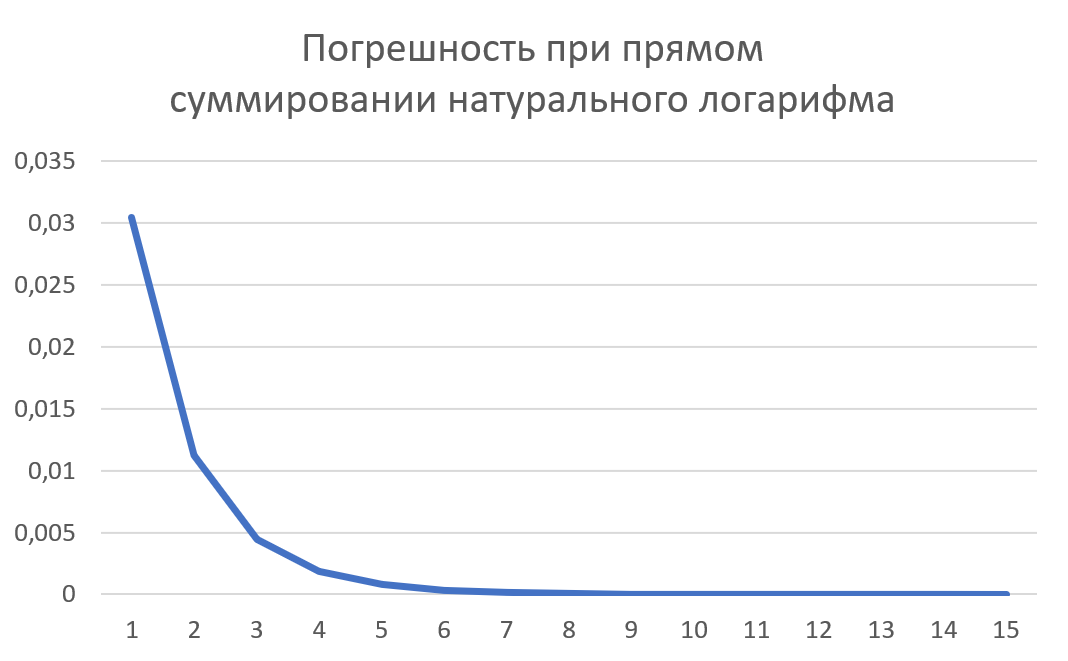 Погрешность при прямом
суммировании натурального логарифма
0,035
0,03
0,025
0,02
0,015
0,01
0,005
0
1 2 3 4 5 6 7 8 9 10 11 12 13 14 15